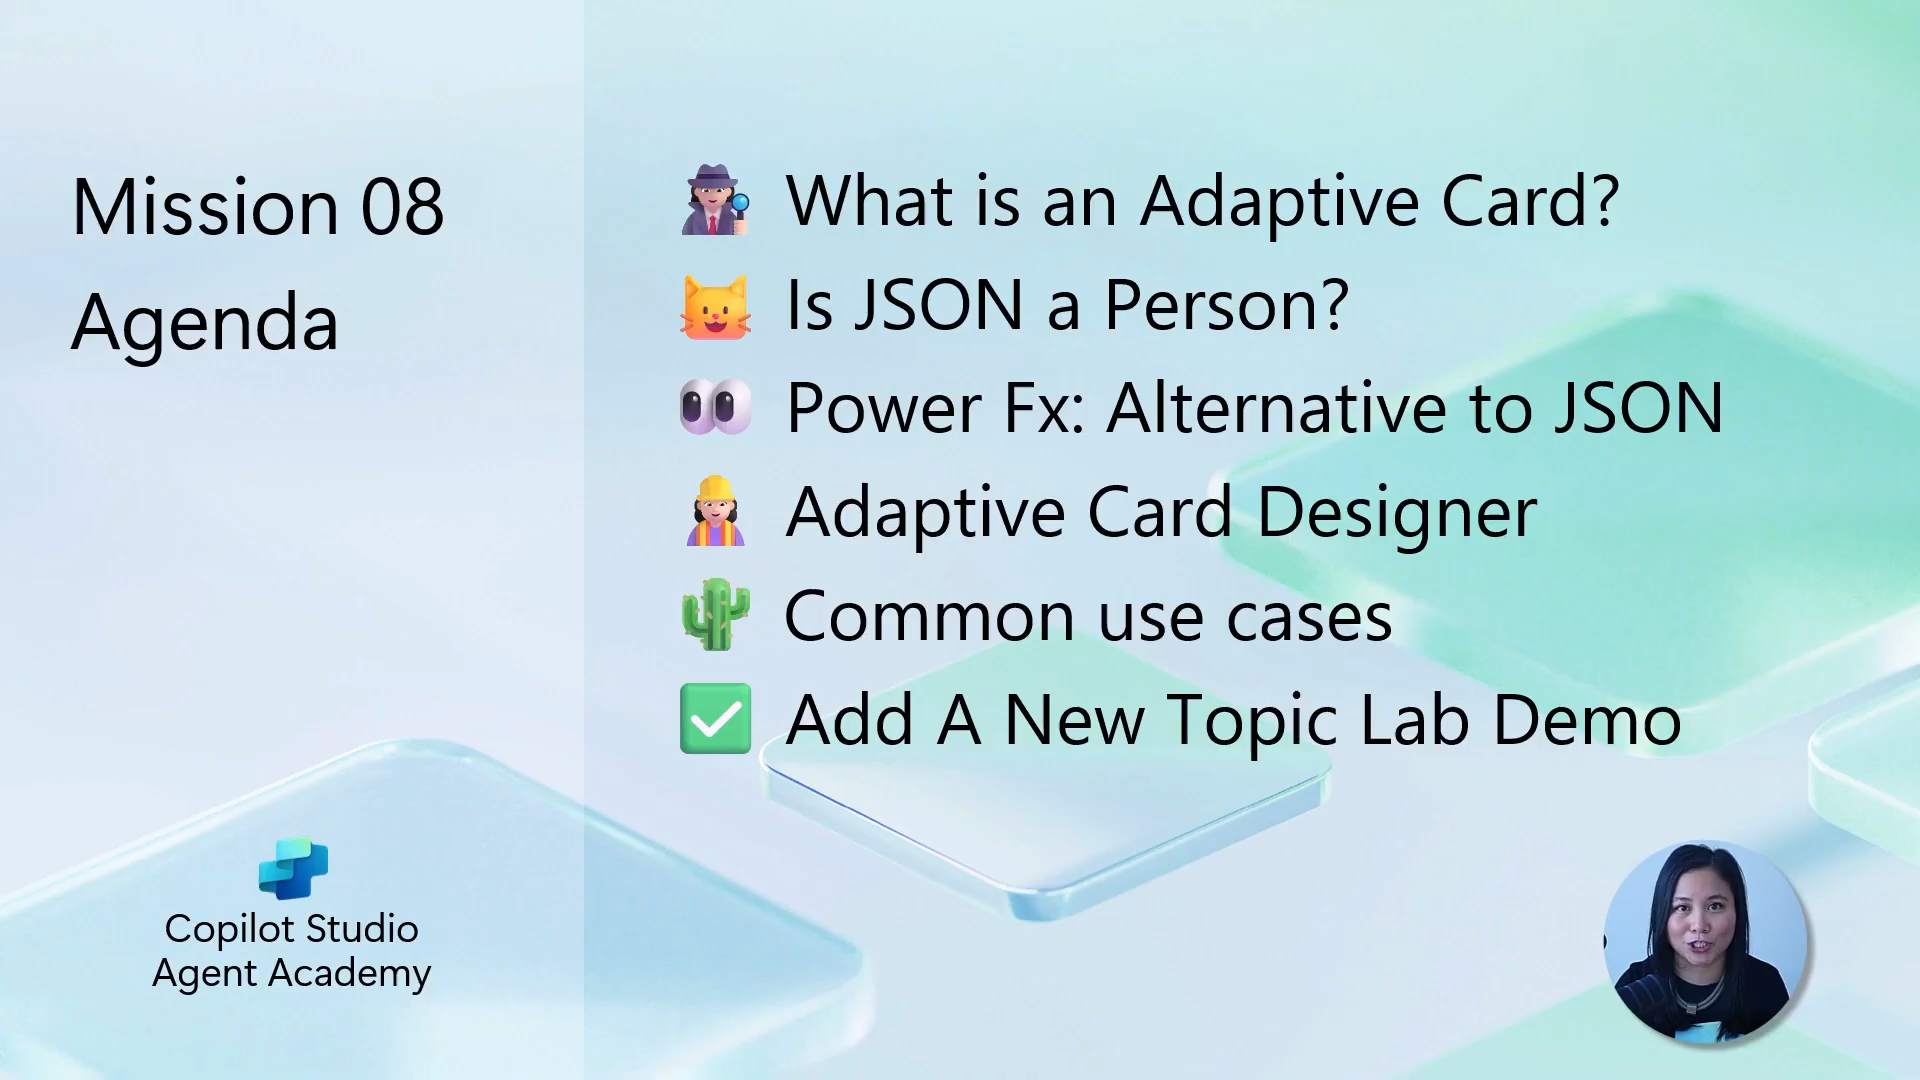 Mission 08
Agenda
What is an Adaptive Card?
Is JSON a Person?
Power Fx: Alternative to JSON
Adaptive Card Designer
Common use cases
Add A New Topic Lab Demo
Copilot Studio
Agent Academy